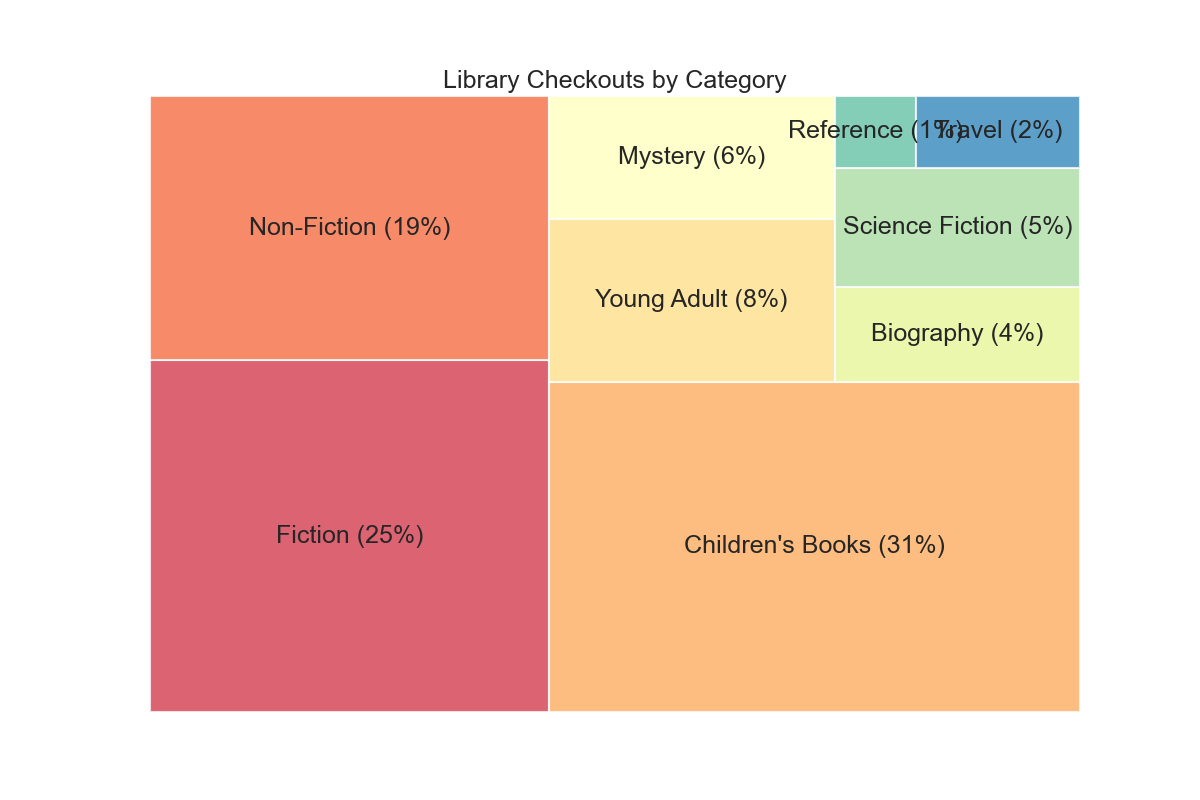 Library Checkouts by Category
Non-Fiction (19%)
Mystery (6%)
Reference (1%)
Travel (2%)
Science Fiction (5%)
Young Adult (8%)
Biography (4%)
Fiction (25%)
Children's Books (31%)